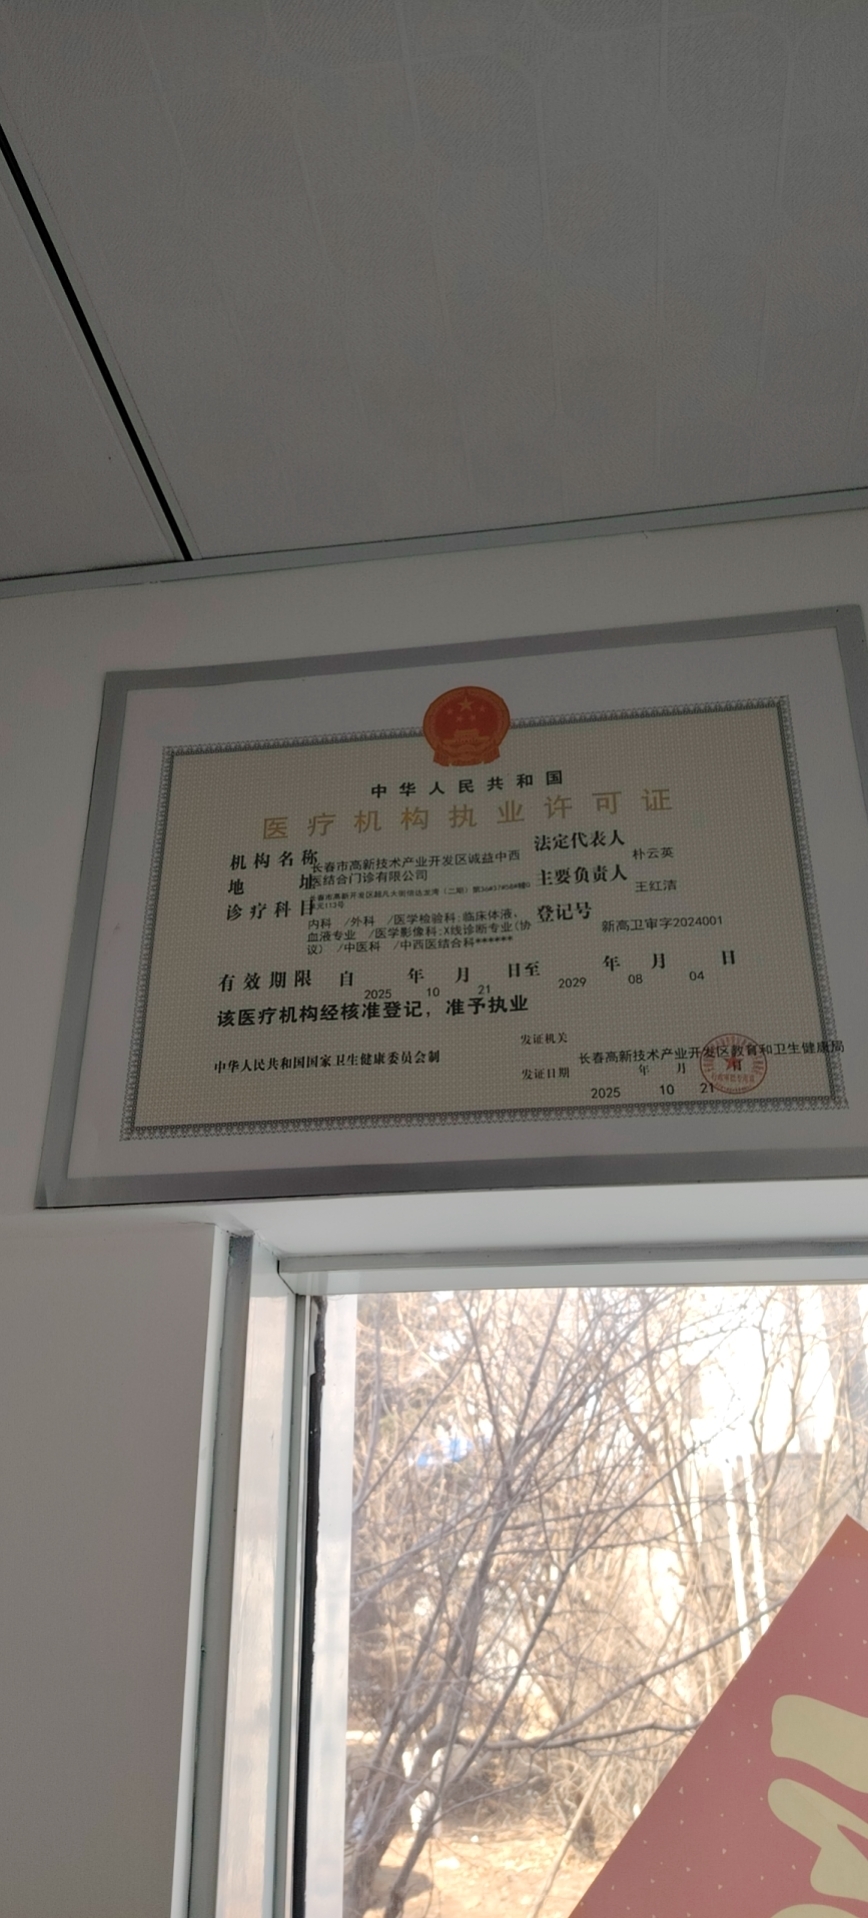 中华人民共和国
医疗机构执业许可证
机构名称 长春市高新技术产业开发区诚益中西医结合门诊有限公司
法定代表人 朴云英
地址
主要负责人 王红洁
诊疗科目 内科 /外科 /医学检验科;临床体液、
血液专业 /医学影像科;X线诊断专业(协
议) /中医科 /中西医结合科******
登记号 新高卫审字2024001
有效期限 自 2025 年 10 月 21 日至 2029 年 08 月 04 日
该医疗机构经核准登记，准予执业
中华人民共和国国家卫生健康委员会制
发证机关 长春高新技术产业开发区教育和卫生健康局
发证日期 2025 年 10 月 21 日